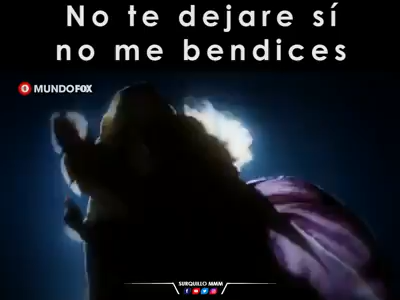 No te dejare sí
no me bendices
MUNDOFOX
SURQUILLO MMM